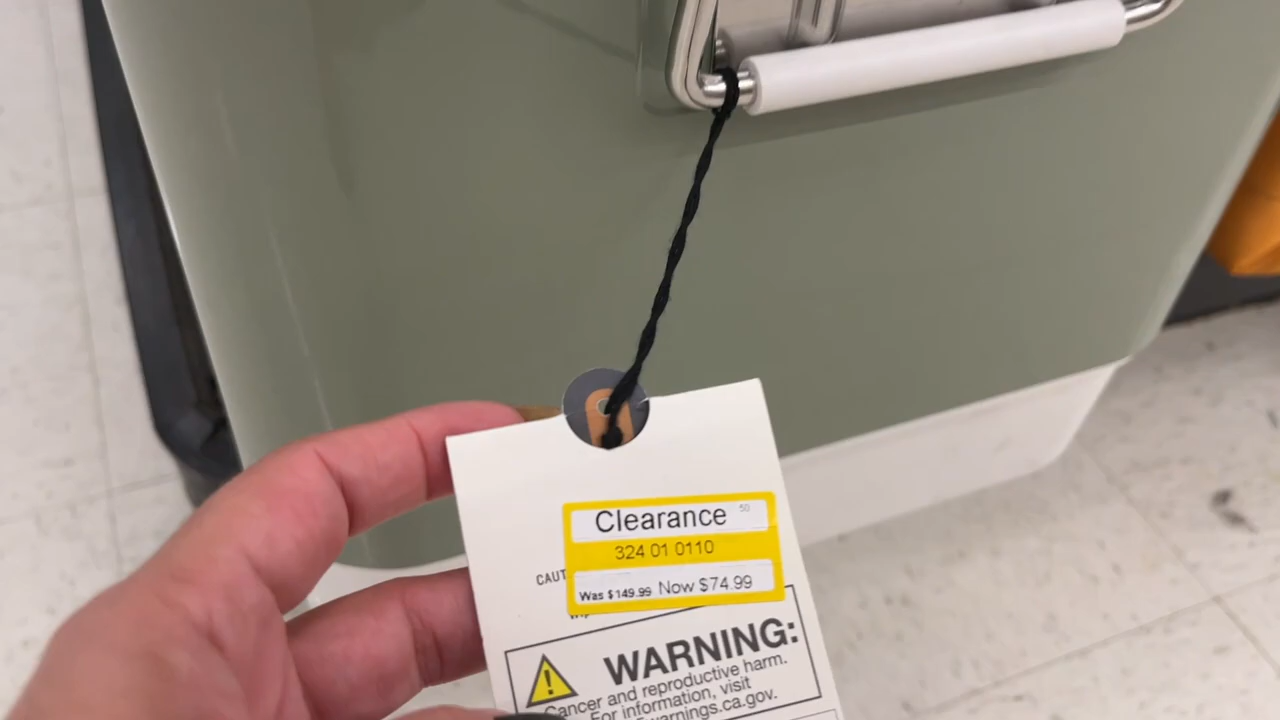 Clearance 50
324 01 0110
CAUT
Was $149.99 Now $74.99
WARNING:
Cancer and reproductive harm.
For information, visit
warnings.ca.gov.